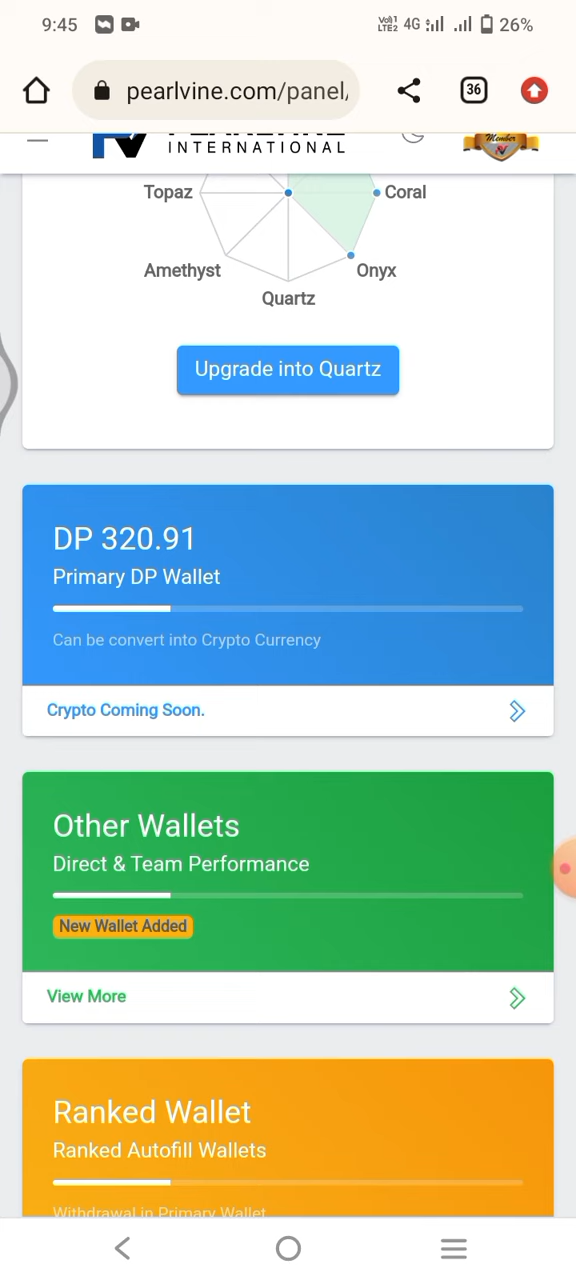 9:45
Vo)) 1
LTE2
4G
26%
pearlvine.com/panel/
36
INTERNATIONAL
Member
Topaz
Coral
Amethyst
Onyx
Quartz
Upgrade into Quartz
DP 320.91
Primary DP Wallet
Can be convert into Crypto Currency
Crypto Coming Soon.
Other Wallets
Direct & Team Performance
New Wallet Added
View More
Ranked Wallet
Ranked Autofill Wallets
Withdrawal in Primary Wallet